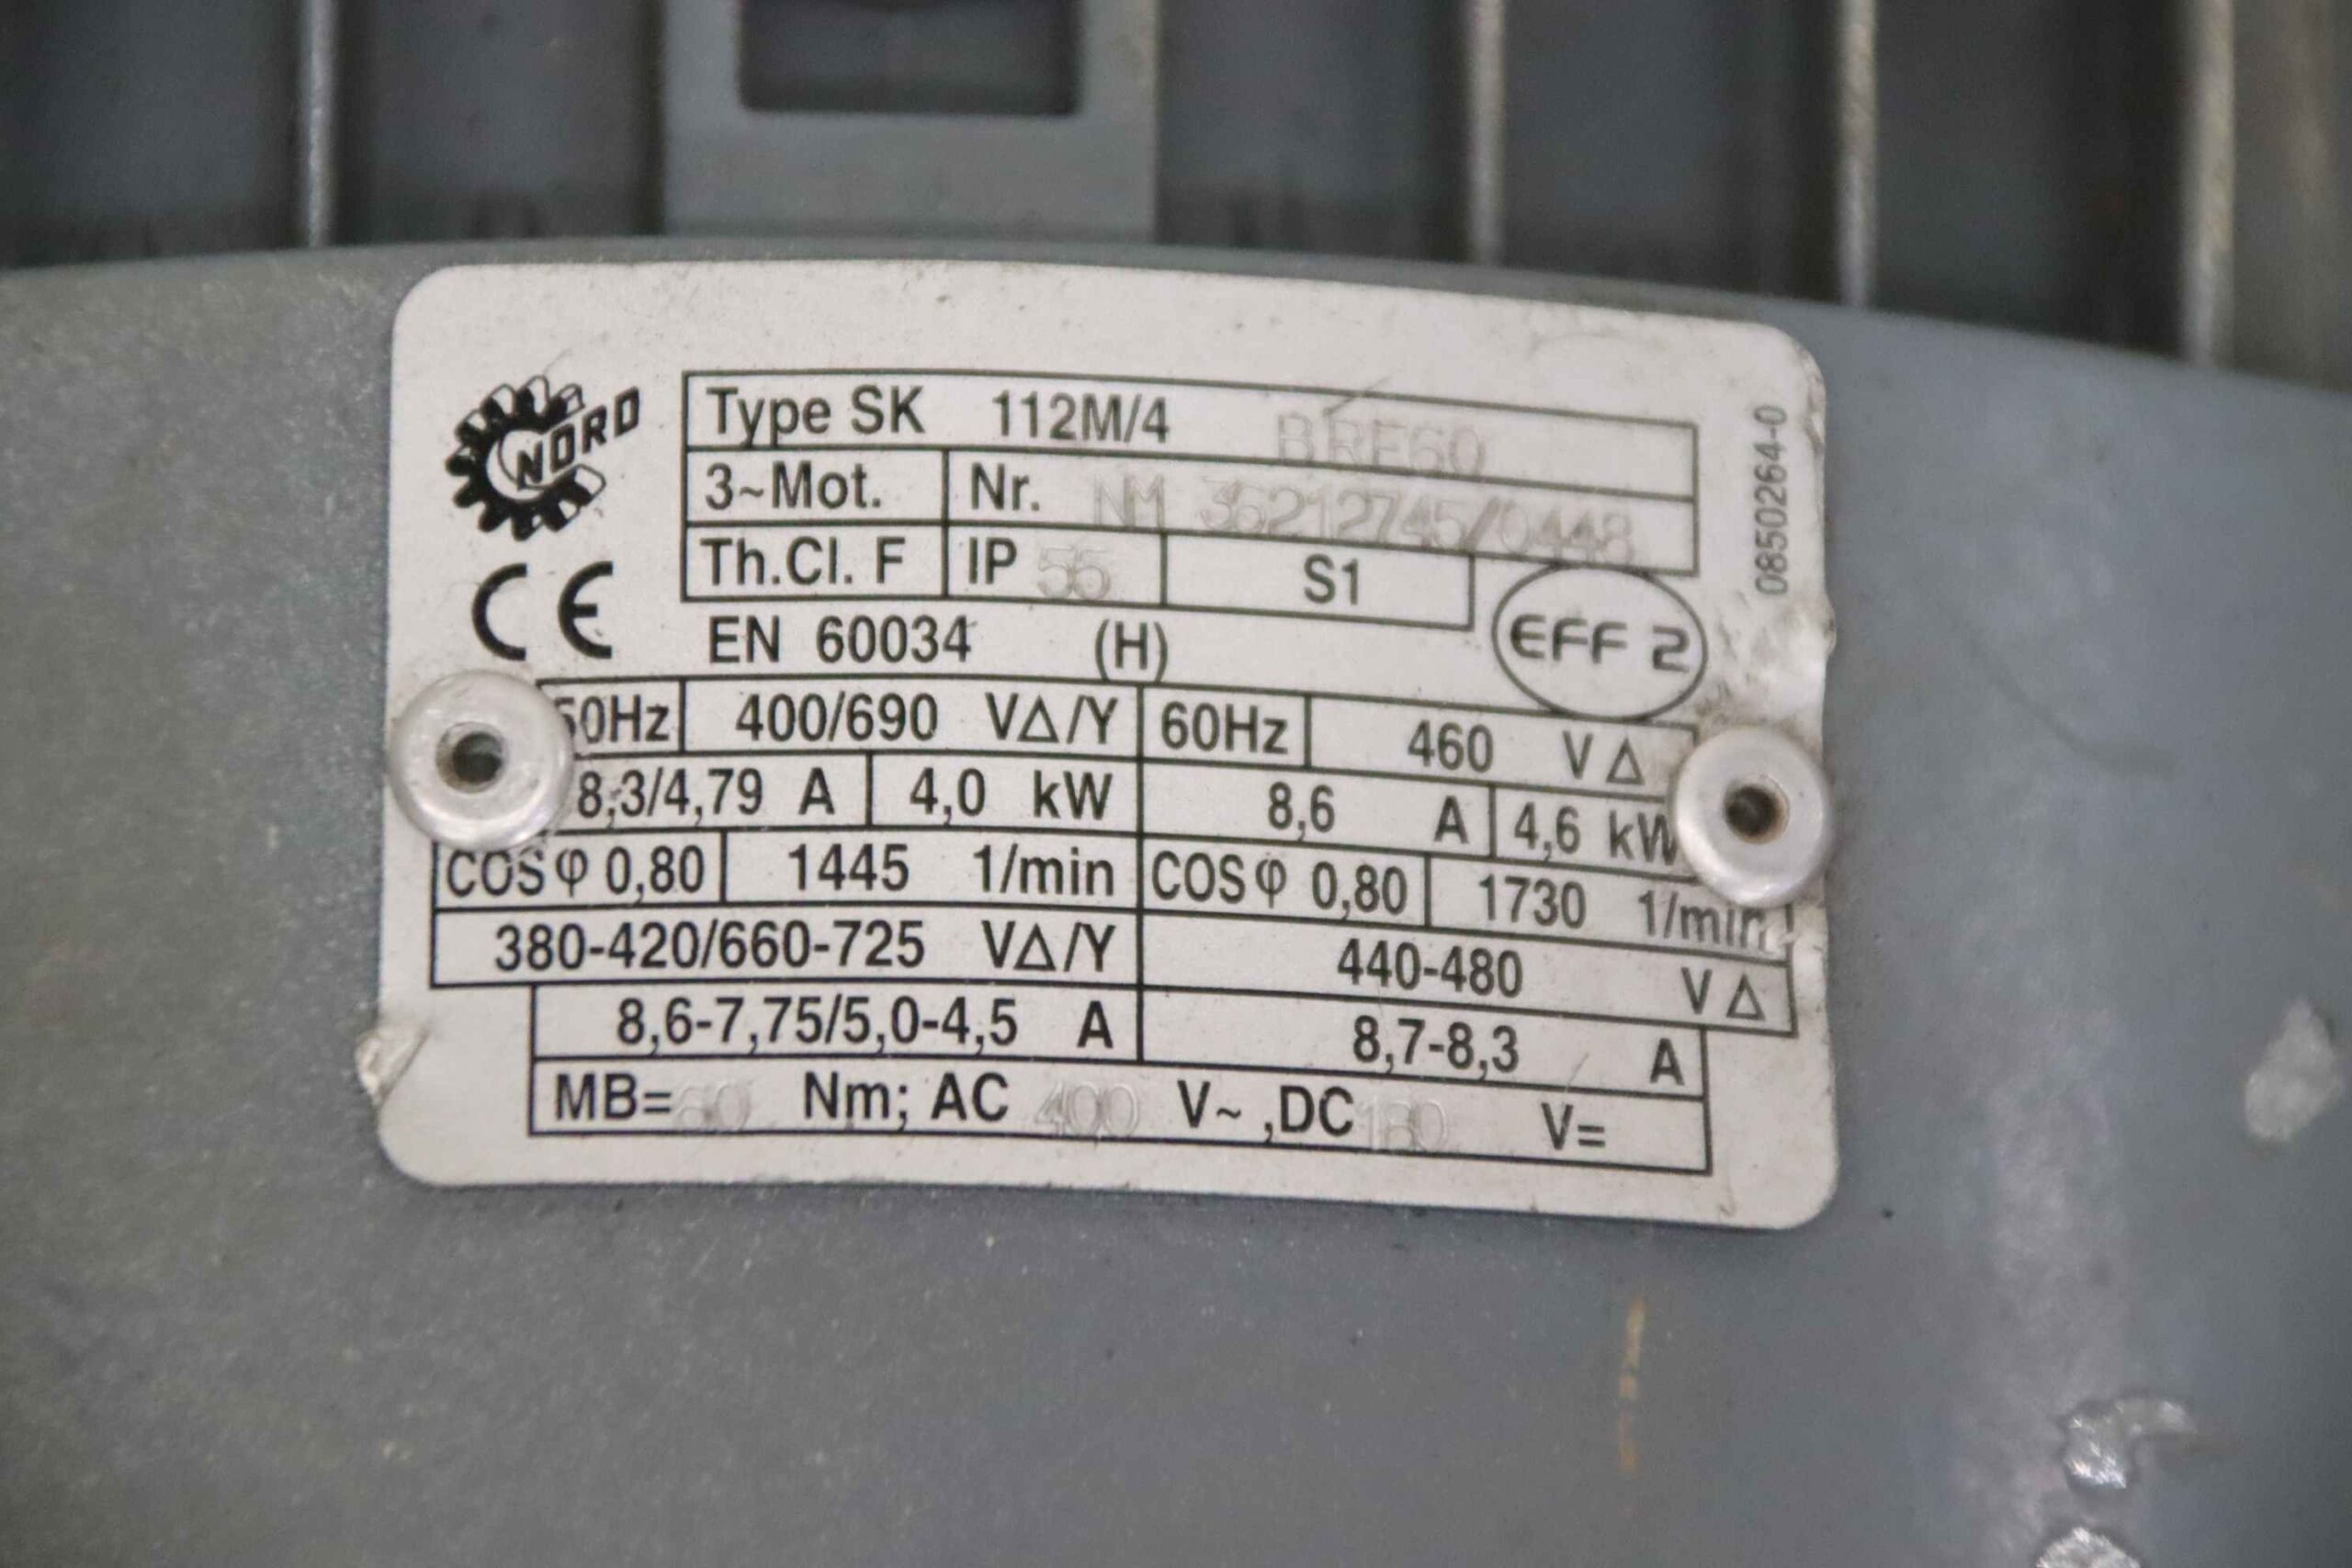 NORD
Type SK 112M/4 BRE60
3~Mot. Nr. NM 36212745/0448
Th.Cl. F IP 55 S1
CE EN 60034 (H) EFF 2
08502264-0
50Hz 400/690 VΔ/Y 60Hz 460 VΔ
8,3/4,79 A 4,0 kW 8,6 A 4,6 kW
COSφ 0,80 1445 1/min COSφ 0,80 1730 1/min
380-420/660-725 VΔ/Y 440-480 VΔ
8,6-7,75/5,0-4,5 A 8,7-8,3 A
MB= 60 Nm; AC 400 V~ ,DC 180 V=